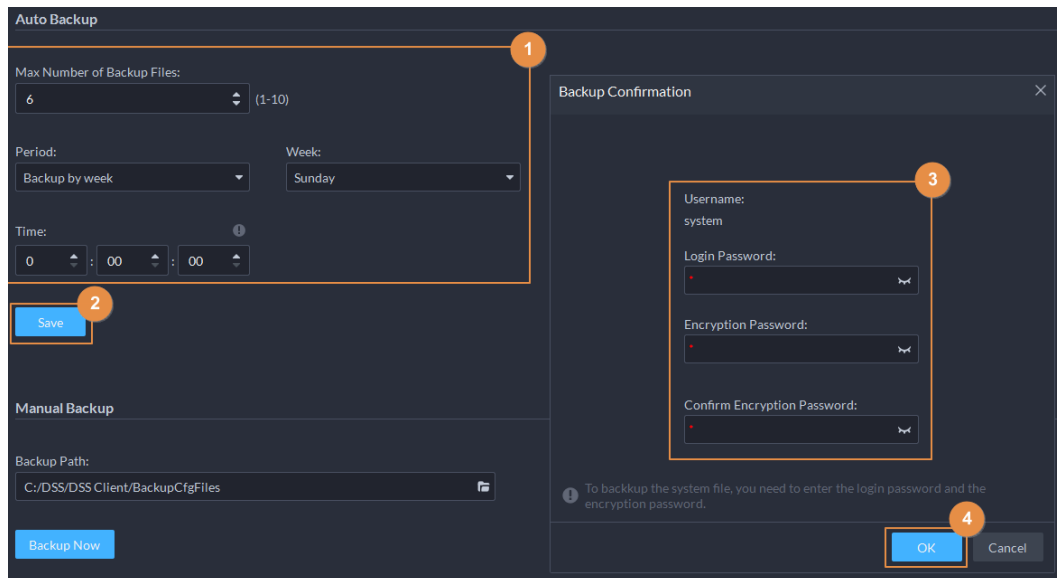 Auto Backup
1
Max Number of Backup Files:
6 (1-10)
Period: Week:
Backup by week Sunday
Time:
0 : 00 : 00
2
Save
Manual Backup
Backup Path:
C:/DSS/DSS Client/BackupCfgFiles
Backup Now
Backup Confirmation
3
Username:
system
Login Password:
*
Encryption Password:
*
Confirm Encryption Password:
*
To backkup the system file, you need to enter the login password and the
encryption password.
4
OK Cancel